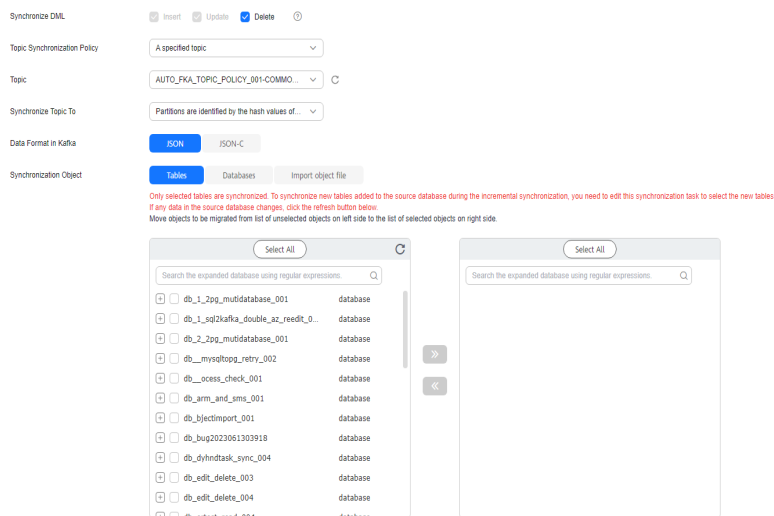 Synchronize DML Insert Update Delete ?
Topic Synchronization Policy A specified topic
Topic AUTO_FKA_TOPIC_POLICY_001-COMMO...
Synchronize Topic To Partitions are identified by the hash values of...
Data Format in Kafka JSON JSON-C
Synchronization Object Tables Databases Import object file
Only selected tables are synchronized. To synchronize new tables added to the source database during the incremental synchronization, you need to edit this synchronization task to select the new tables
If any data in the source database changes, click the refresh button below.
Move objects to be migrated from list of unselected objects on left side to the list of selected objects on right side.
Select All Select All
Search the expanded database using regular expressions. Search the expanded database using regular expressions.
db_1_2pg_mutidatabase_001 database
db_1_sql2kafka_double_az_reedit_0... database
db_2_2pg_mutidatabase_001 database
db__mysqltopg_retry_002 database
db__ocess_check_001 database
db_arm_and_sms_001 database
db_bjectimport_001 database
db_bug2023061303918 database
db_dyhndtask_sync_004 database
db_edit_delete_003 database
db_edit_delete_004 database